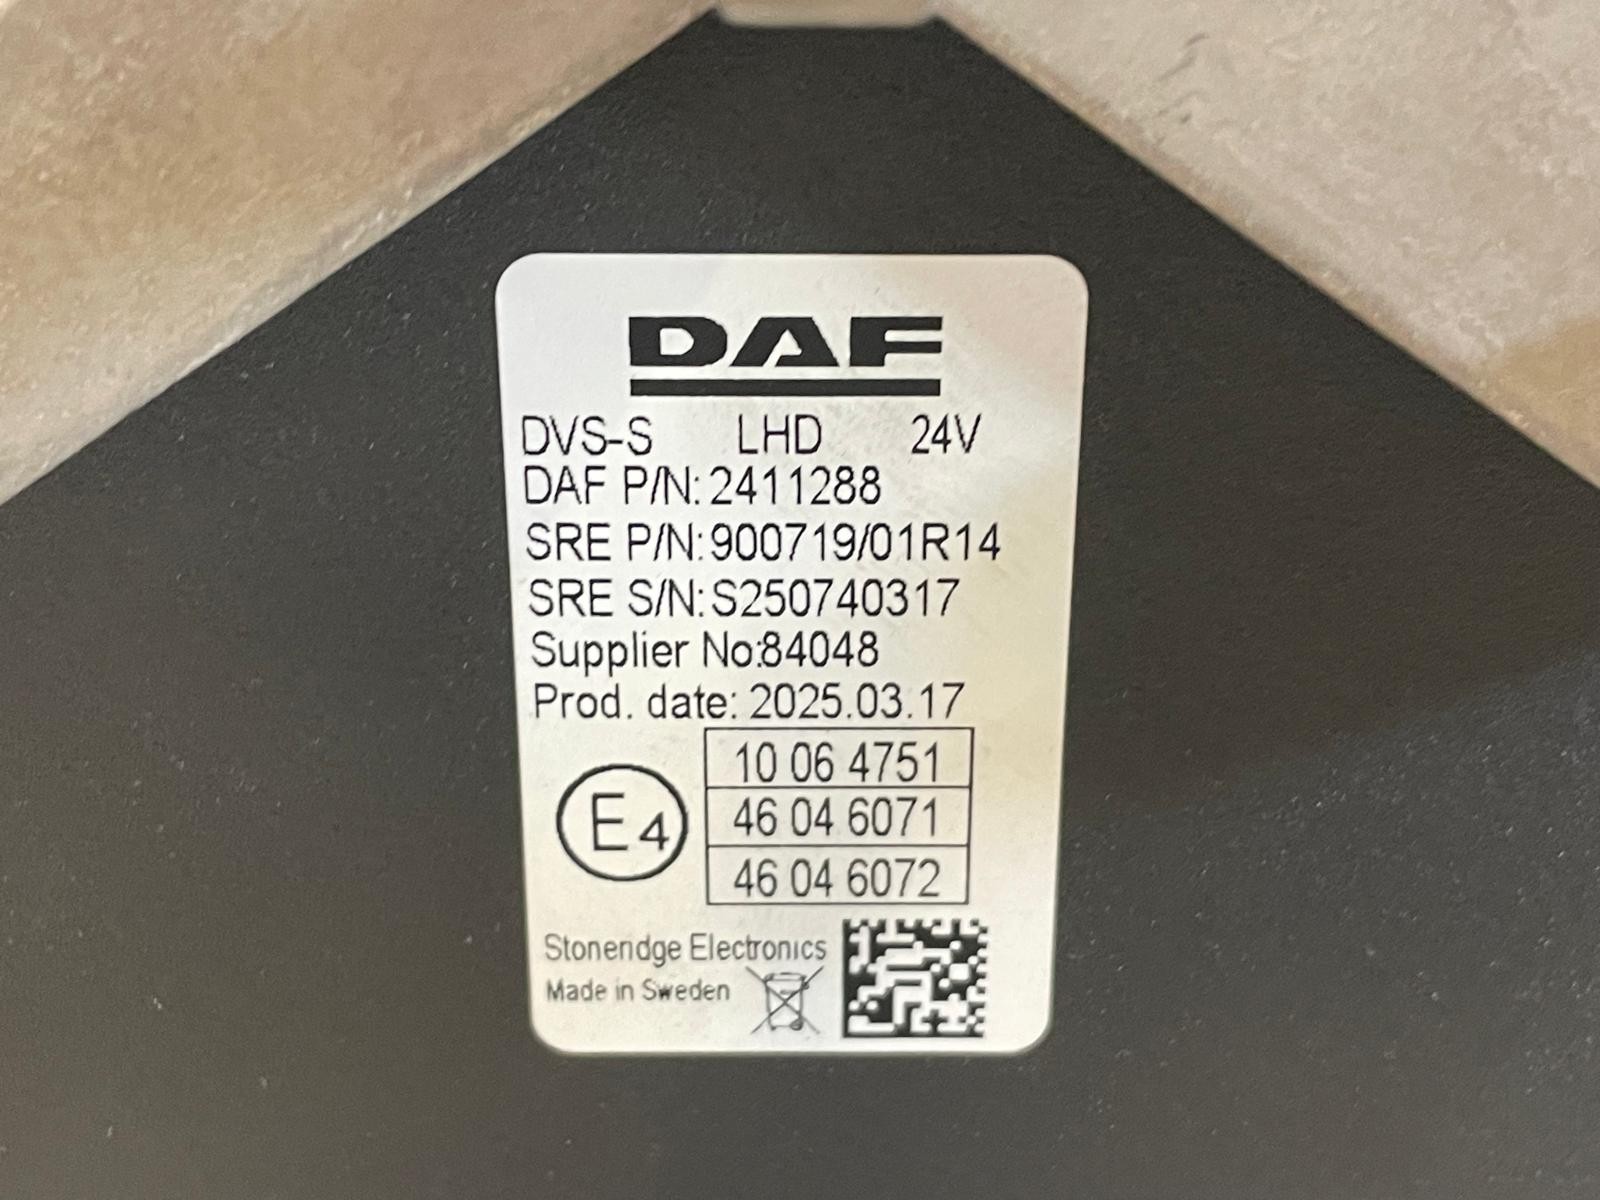 DAF
DVS-S LHD 24V
DAF P/N: 2411288
SRE P/N: 900719/01R14
SRE S/N: S250740317
Supplier No:84048
Prod. date: 2025.03.17
10 06 4751
E4
46 04 6071
46 04 6072
Stoneridge Electronics
Made in Sweden